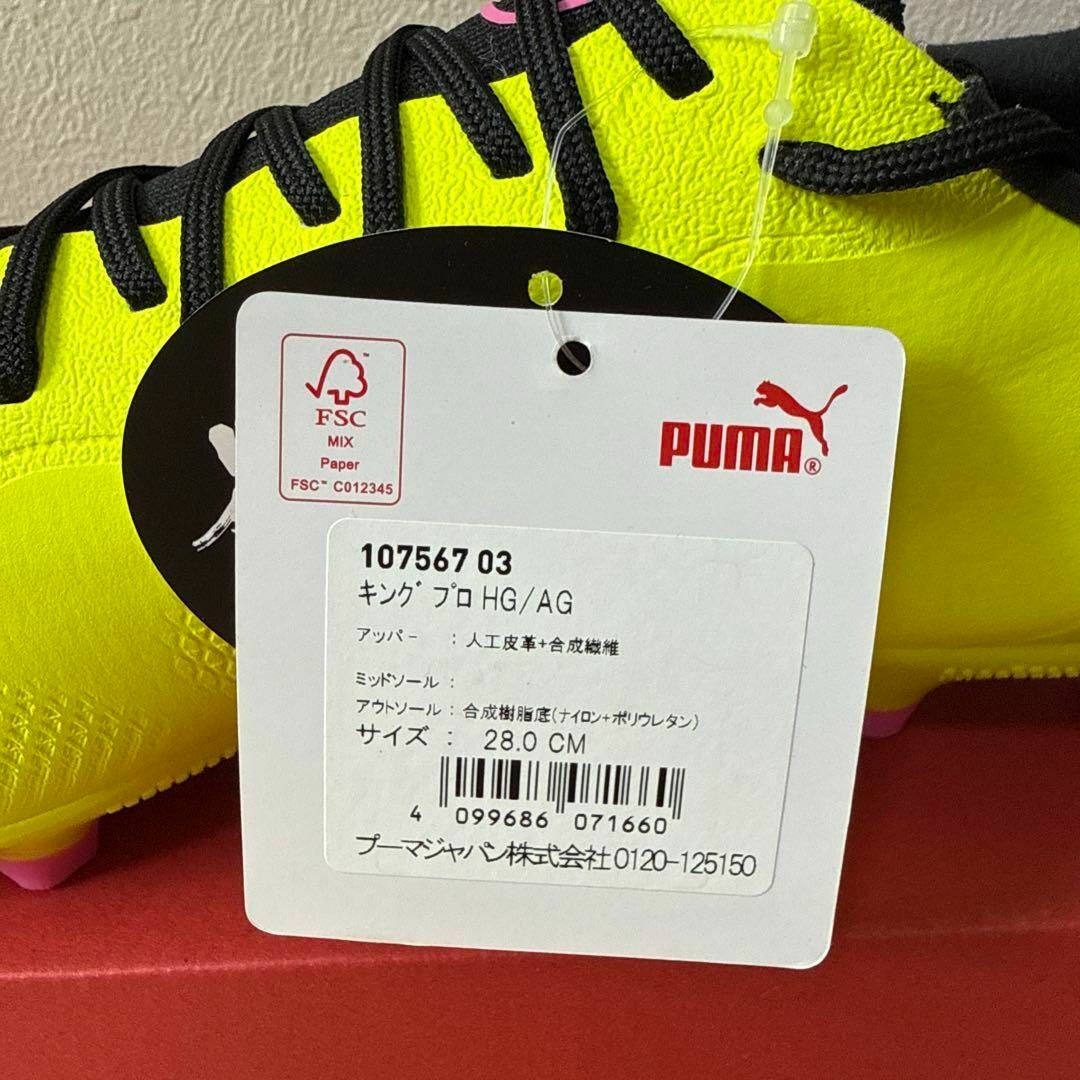 FSC™
MIX
Paper
FSC™ C012345
PUMA®
107567 03
キング プロ HG/AG
アッパー : 人工皮革+合成繊維
ミッドソール :
アウトソール : 合成樹脂底(ナイロン+ポリウレタン)
サイズ : 28.0 CM
4 099686 071660
プーマジャパン株式会社 0120-125150